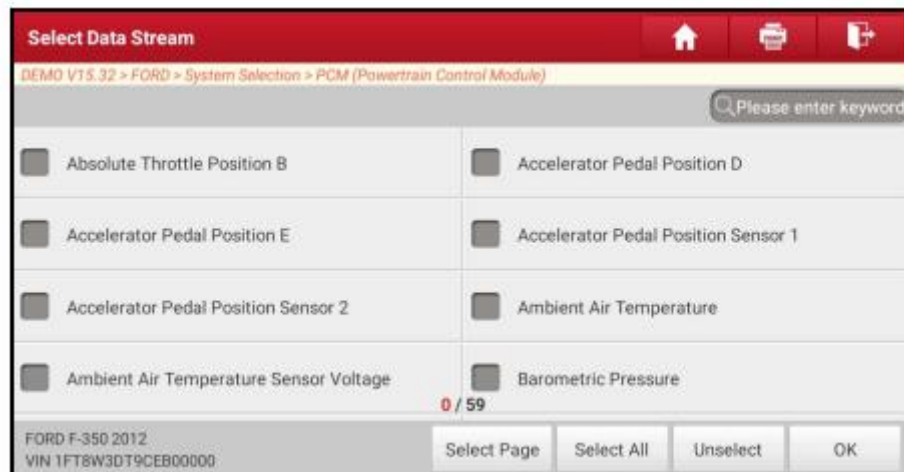 Select Data Stream
DEMO V15.32 > FORD > System Selection > PCM (Powertrain Control Module)
Please enter keyword
Absolute Throttle Position B
Accelerator Pedal Position D
Accelerator Pedal Position E
Accelerator Pedal Position Sensor 1
Accelerator Pedal Position Sensor 2
Ambient Air Temperature
Ambient Air Temperature Sensor Voltage
Barometric Pressure
0 / 59
FORD F-350 2012
VIN 1FT8W3DT9CEB00000
Select Page
Select All
Unselect
OK